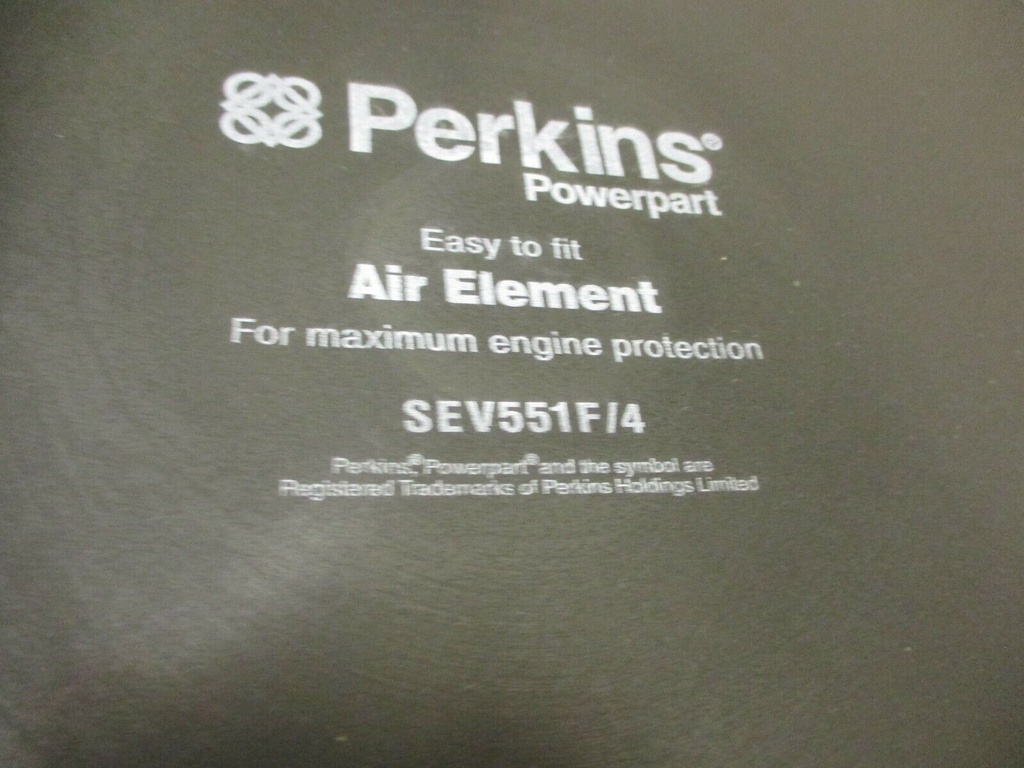 Perkins®
Powerpart
Easy to fit
Air Element
For maximum engine protection
SEV551F/4
Perkins,® Powerpart® and the symbol are
Registered Trademarks of Perkins Holdings Limited